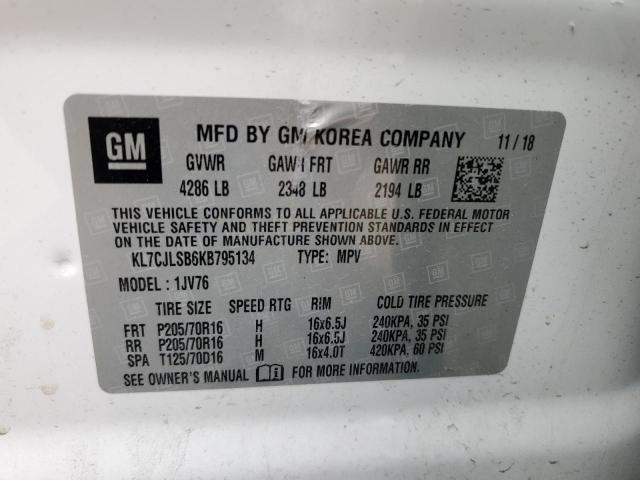 GM
MFD BY GM KOREA COMPANY 11/18
GVWR GAW FRT GAWR RR
4286 LB 2348 LB 2194 LB
THIS VEHICLE CONFORMS TO ALL APPLICABLE U.S. FEDERAL MOTOR
VEHICLE SAFETY AND THEFT PREVENTION STANDARDS IN EFFECT
ON THE DATE OF MANUFACTURE SHOWN ABOVE.
KL7CJLSB6KB795134 TYPE: MPV
MODEL : 1JV76
TIRE SIZE SPEED RTG RIM COLD TIRE PRESSURE
FRT P205/70R16 H 16x6.5J 240KPA, 35 PSI
RR P205/70R16 H 16x6.5J 240KPA, 35 PSI
SPA T125/70D16 M 16x4.0T 420KPA, 60 PSI
SEE OWNER'S MANUAL FOR MORE INFORMATION.